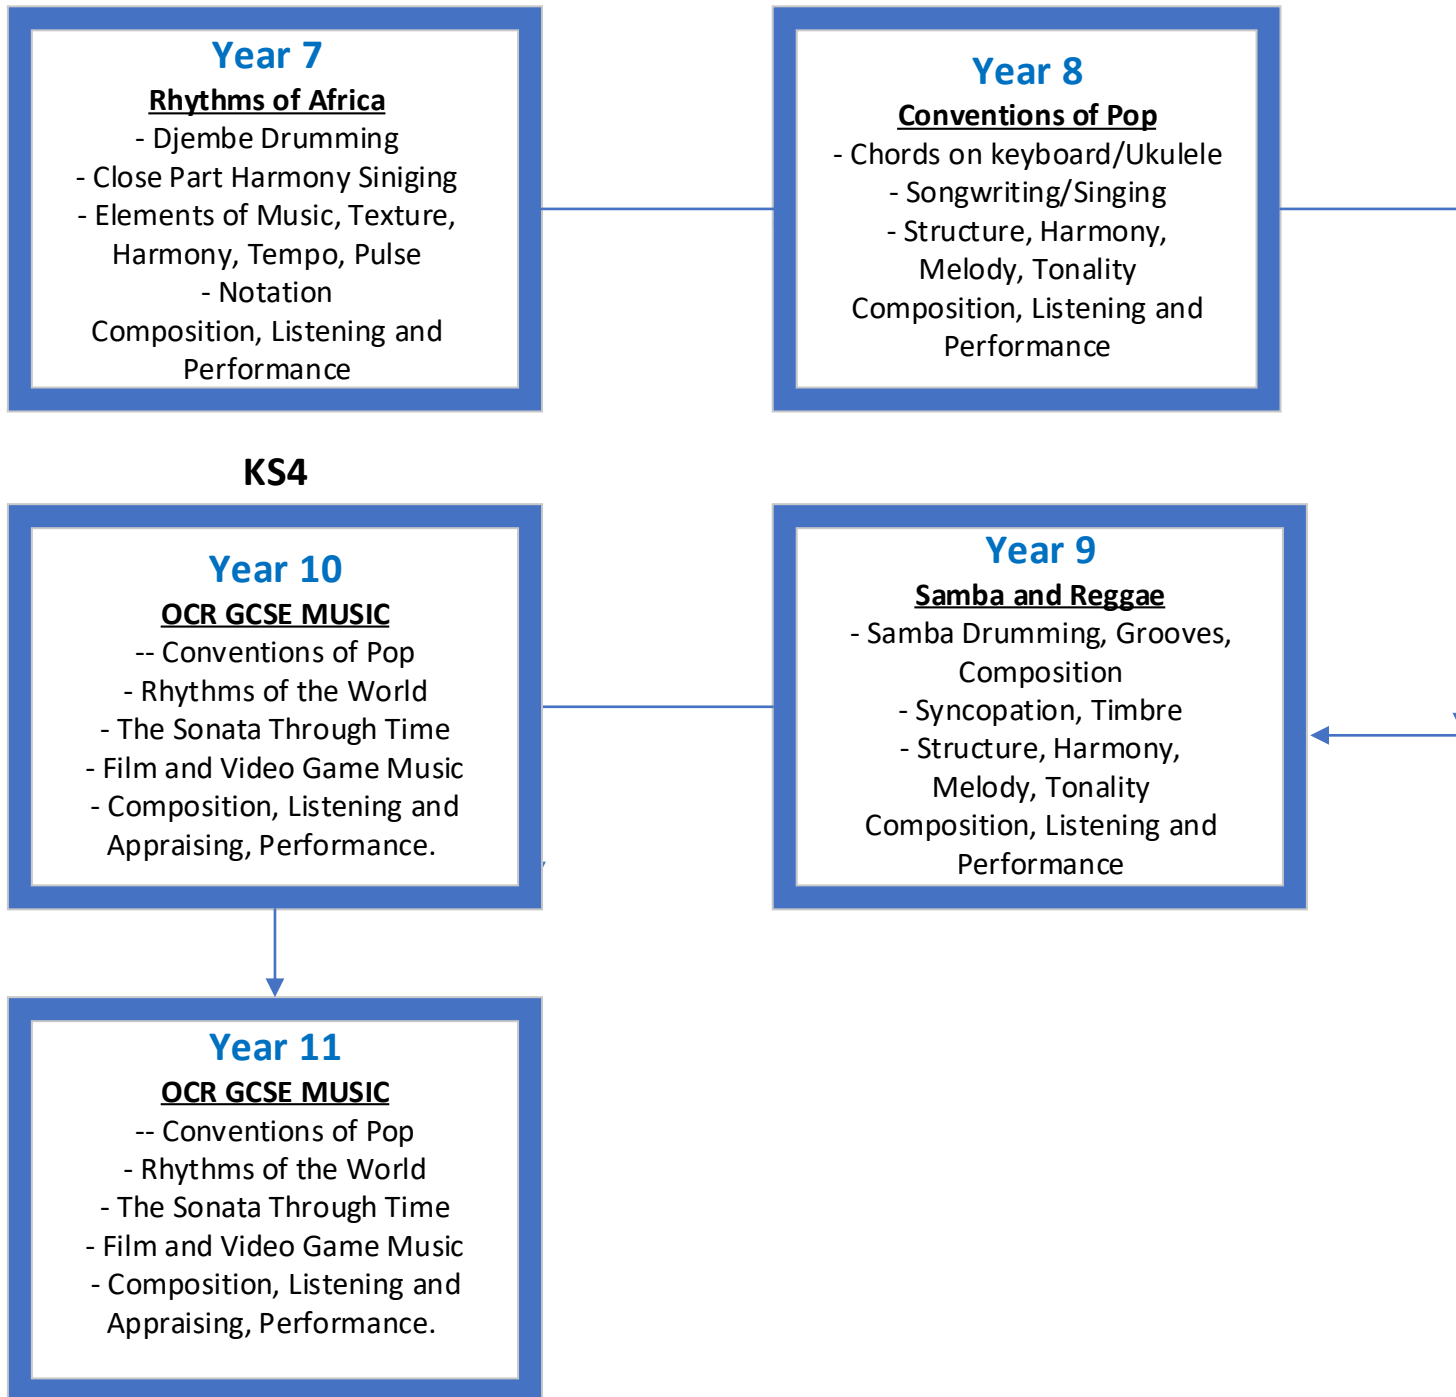 Year 7
Rhythms of Africa
- Djembe Drumming
- Close Part Harmony Siniging
- Elements of Music, Texture,
Harmony, Tempo, Pulse
- Notation
Composition, Listening and
Performance
Year 8
Conventions of Pop
- Chords on keyboard/Ukulele
- Songwriting/Singing
- Structure, Harmony,
Melody, Tonality
Composition, Listening and
Performance
KS4
Year 10
OCR GCSE MUSIC
-- Conventions of Pop
- Rhythms of the World
- The Sonata Through Time
- Film and Video Game Music
- Composition, Listening and
Appraising, Performance.
Year 9
Samba and Reggae
- Samba Drumming, Grooves,
Composition
- Syncopation, Timbre
- Structure, Harmony,
Melody, Tonality
Composition, Listening and
Performance
Year 11
OCR GCSE MUSIC
-- Conventions of Pop
- Rhythms of the World
- The Sonata Through Time
- Film and Video Game Music
- Composition, Listening and
Appraising, Performance.